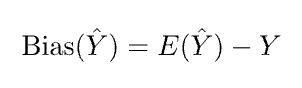 Bias(Ŷ) = E(Ŷ) − Y